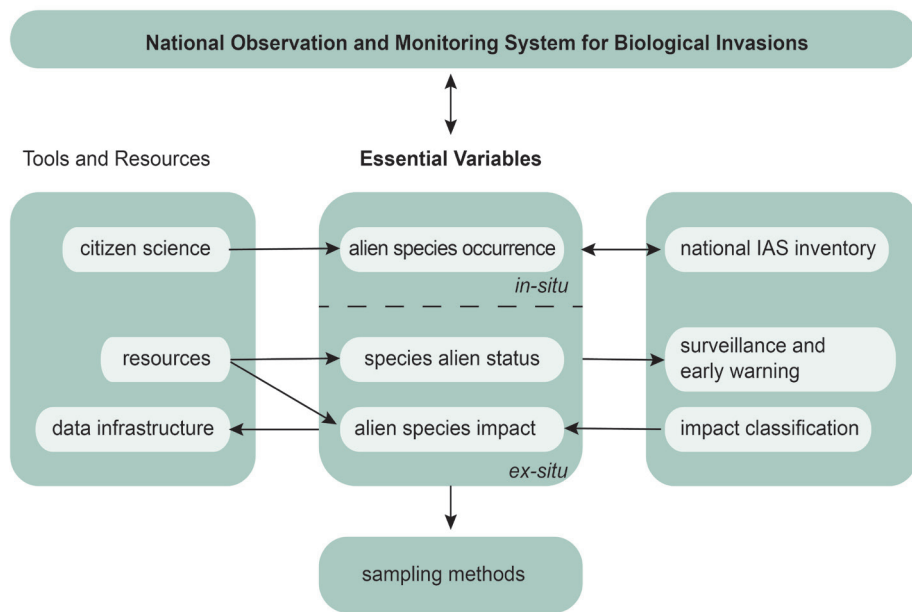 National Observation and Monitoring System for Biological Invasions
Tools and Resources
Essential Variables
citizen science
alien species occurrence
national IAS inventory
in-situ
resources
species alien status
surveillance and
early warning
data infrastructure
alien species impact
impact classification
ex-situ
sampling methods